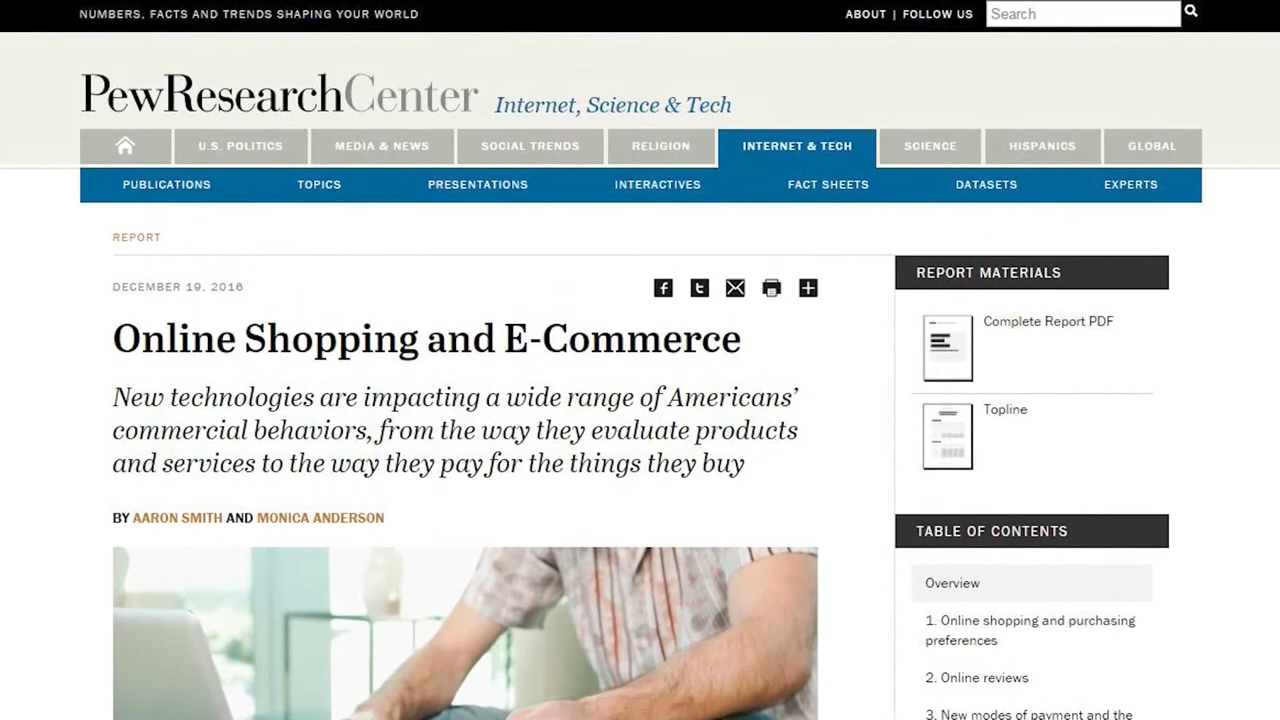 NUMBERS, FACTS AND TRENDS SHAPING YOUR WORLD
ABOUT | FOLLOW US
Search
PewResearchCenter Internet, Science & Tech
U.S. POLITICS
MEDIA & NEWS
SOCIAL TRENDS
RELIGION
INTERNET & TECH
SCIENCE
HISPANICS
GLOBAL
PUBLICATIONS
TOPICS
PRESENTATIONS
INTERACTIVES
FACT SHEETS
DATASETS
EXPERTS
REPORT
DECEMBER 19, 2016
Online Shopping and E-Commerce
New technologies are impacting a wide range of Americans’
commercial behaviors, from the way they evaluate products
and services to the way they pay for the things they buy
BY AARON SMITH AND MONICA ANDERSON
REPORT MATERIALS
Complete Report PDF
Topline
TABLE OF CONTENTS
Overview
1. Online shopping and purchasing
preferences
2. Online reviews
3. New modes of payment and the